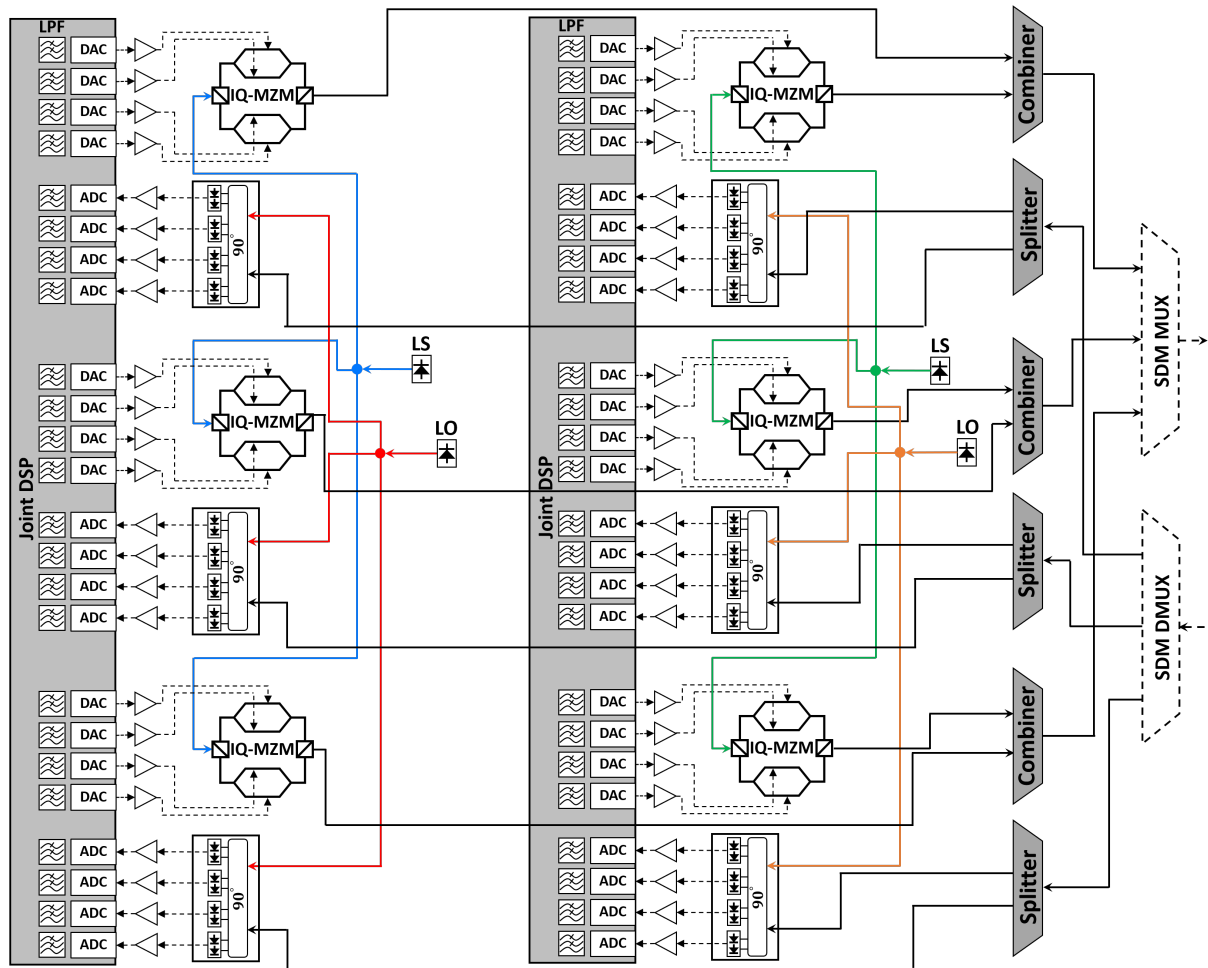 LPF
DAC
DAC
DAC
DAC
IQ-MZM
ADC
ADC
ADC
ADC
90°
DAC
DAC
DAC
DAC
IQ-MZM
LS
LO
ADC
ADC
ADC
ADC
90°
DAC
DAC
DAC
DAC
IQ-MZM
ADC
ADC
ADC
ADC
90°
Joint DSP
LPF
DAC
DAC
DAC
DAC
IQ-MZM
ADC
ADC
ADC
ADC
90°
DAC
DAC
DAC
DAC
IQ-MZM
LS
LO
ADC
ADC
ADC
ADC
90°
DAC
DAC
DAC
DAC
IQ-MZM
ADC
ADC
ADC
ADC
90°
Joint DSP
Combiner
Splitter
Combiner
Splitter
Combiner
Splitter
SDM MUX
SDM DMUX